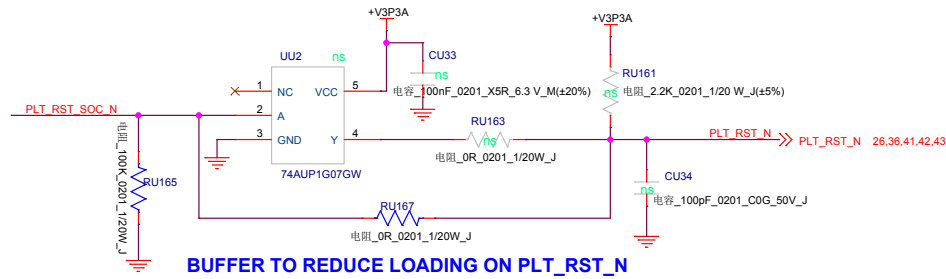 +V3P3A
+V3P3A
UU2
ns
CU33
ns
电容_100nF_0201_X5R_6.3 V_M(±20%)
1
NC
VCC
5
RU161
ns
电阻_2.2K_0201_1/20 W_J(±5%)
PLT_RST_SOC_N
2
A
3
GND
Y
4
RU163
ns
电阻_0R_0201_1/20W_J
PLT_RST_N
PLT_RST_N 26,36,41,42,43
74AUP1G07GW
电阻_100K_0201_1/20W_J
RU165
CU34
ns
电容_100pF_0201_C0G_50V_J
RU167
电阻_0R_0201_1/20W_J
BUFFER TO REDUCE LOADING ON PLT_RST_N